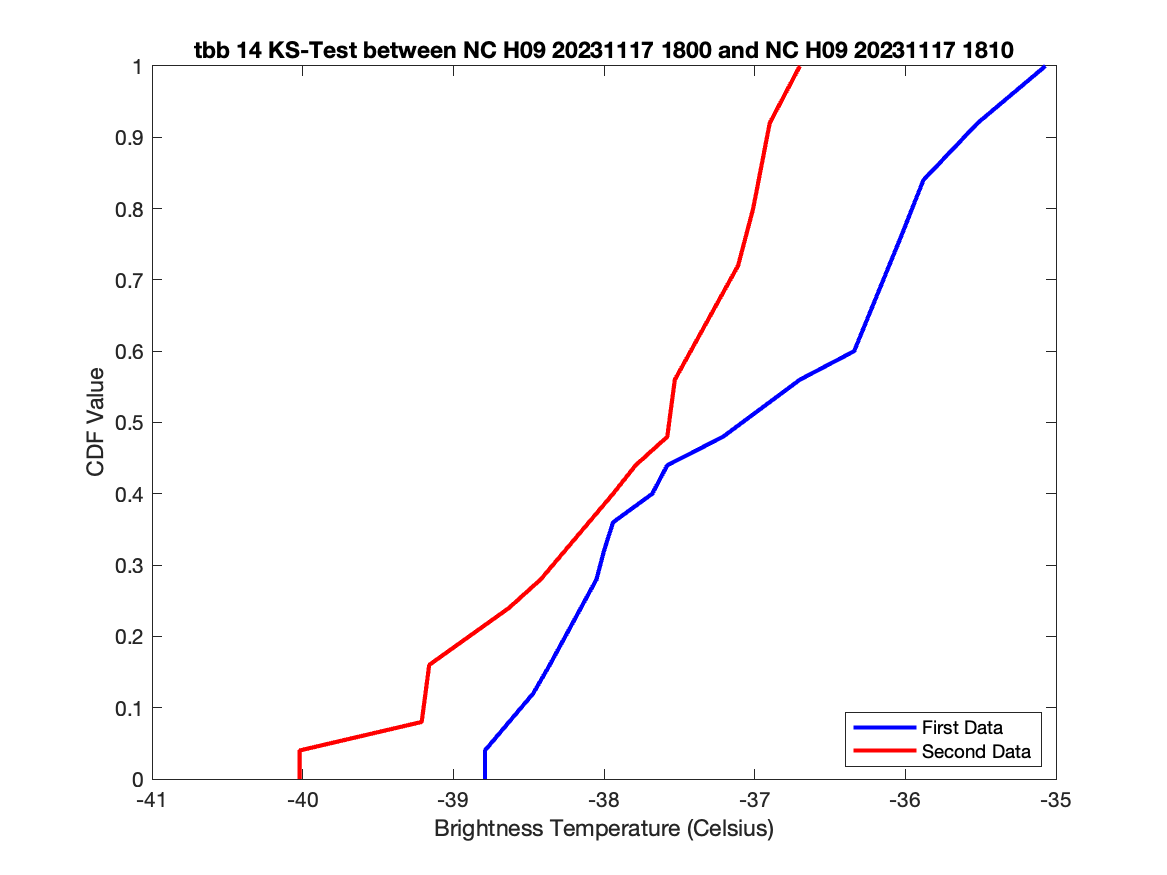 tbb 14 KS-Test between NC H09 20231117 1800 and NC H09 20231117 1810
1
0.9
0.8
0.7
0.6
0.5
0.4
0.3
0.2
0.1
0
CDF Value
First Data
Second Data
-41 -40 -39 -38 -37 -36 -35
Brightness Temperature (Celsius)